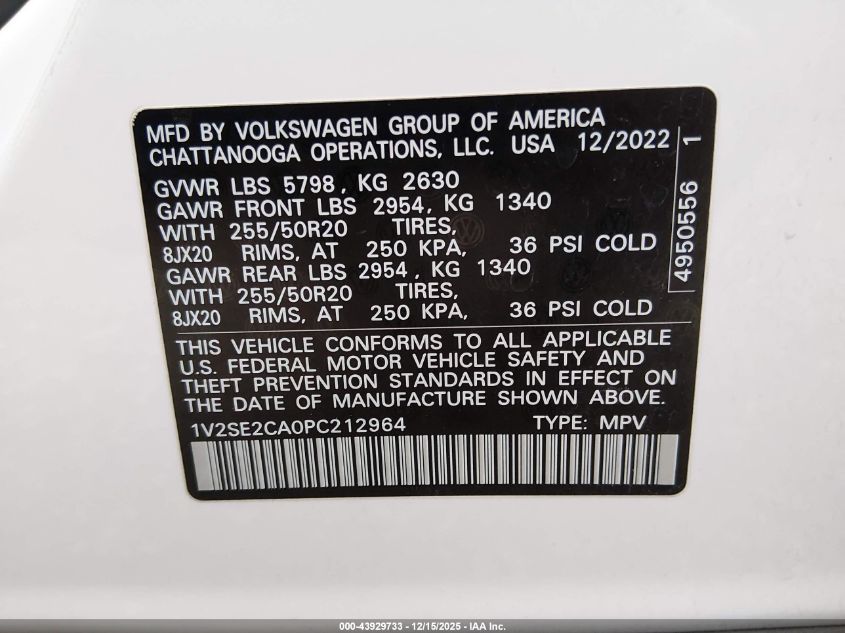 MFD BY VOLKSWAGEN GROUP OF AMERICA
CHATTANOOGA OPERATIONS, LLC. USA 12/2022
GVWR LBS 5798, KG 2630
GAWR FRONT LBS 2954, KG 1340
WITH 255/50R20 TIRES,
8JX20 RIMS, AT 250 KPA, 36 PSI COLD
GAWR REAR LBS 2954, KG 1340
WITH 255/50R20 TIRES,
8JX20 RIMS, AT 250 KPA, 36 PSI COLD
4950556 1
THIS VEHICLE CONFORMS TO ALL APPLICABLE
U.S. FEDERAL MOTOR VEHICLE SAFETY AND
THEFT PREVENTION STANDARDS IN EFFECT ON
THE DATE OF MANUFACTURE SHOWN ABOVE.
1V2SE2CA0PC212964 TYPE: MPV
000-43929733 - 12/15/2025 - IAA Inc.